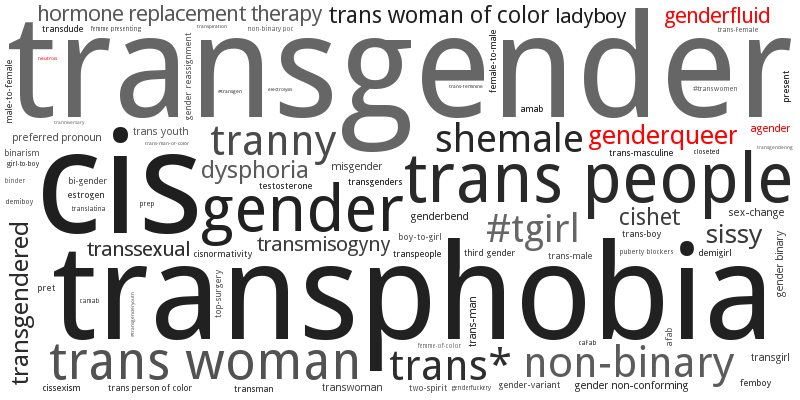 hormone replacement therapy
trans woman of color
ladyboy
genderfluid
transdude
femme presenting
transpiration
non-binary poc
trans-Female
transgender
male-to-female
neutrois
gender reassignment
#transgen
electrolysis
trans-feminine
female-to-male
#transwomen
present
amab
tranniversary
preferred pronoun
trans youth
trans-man-of-color
tranny
shemale
genderqueer
agender
transgendering
binarism
girl-to-boy
binder
demiboy
cis
dysphoria
misgender
trans-masculine
closeted
trans people
bi-gender
estrogen
translatina
prep
testosterone
transgenders
gender
genderbend
#tgirl
cishet
sex-change
transgendered
transsexual
cisnormativity
transmisogyny
boy-to-girl
transpeople
third gender
trans-male
trans-boy
puberty blockers
sissy
demigirl
gender binary
transphobia
pret
camab
#transgenderyouth
top-surgery
trans-man
femme-of-color
cafab
afab
trans woman
trans*
non-binary
transgirl
cissexism
trans person of color
transman
transwoman
two-spirit
genderfuckery
gender-variant
gender non-conforming
femboy